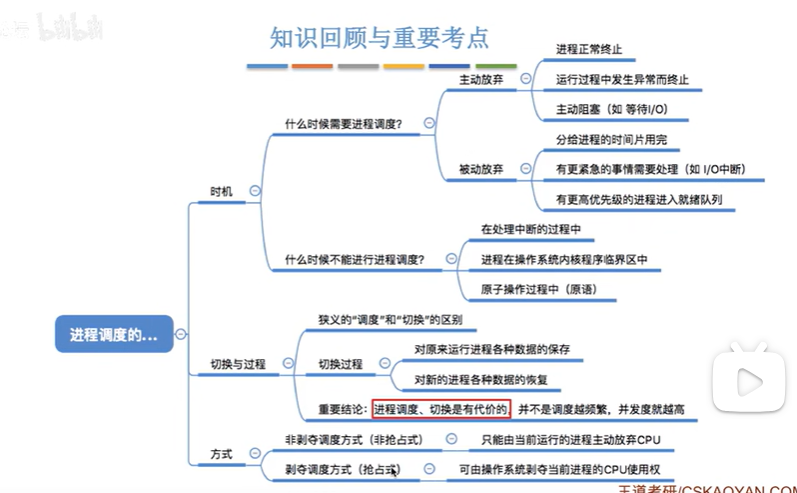 bilibili
知识回顾与重要考点
进程正常终止
主动放弃
运行过程中发生异常而终止
什么时候需要进程调度?
主动阻塞（如 等待I/O）
分给进程的时间片用完
被动放弃
有更紧急的事情需要处理（如 I/O中断）
时机
有更高优先级的进程进入就绪队列
在处理中断的过程中
什么时候不能进行进程调度?
进程在操作系统内核程序临界区中
原子操作过程中（原语）
进程调度的...
狭义的“调度”和“切换”的区别
切换与过程
切换过程
对原来运行进程各种数据的保存
对新的进程各种数据的恢复
重要结论：进程调度、切换是有代价的，并不是调度越频繁，并发度就越高
方式
非剥夺调度方式（非抢占式）
只能由当前运行的进程主动放弃CPU
剥夺调度方式（抢占式）
可由操作系统剥夺当前进程的CPU使用权
王道考研/CSKAOYAN.COM